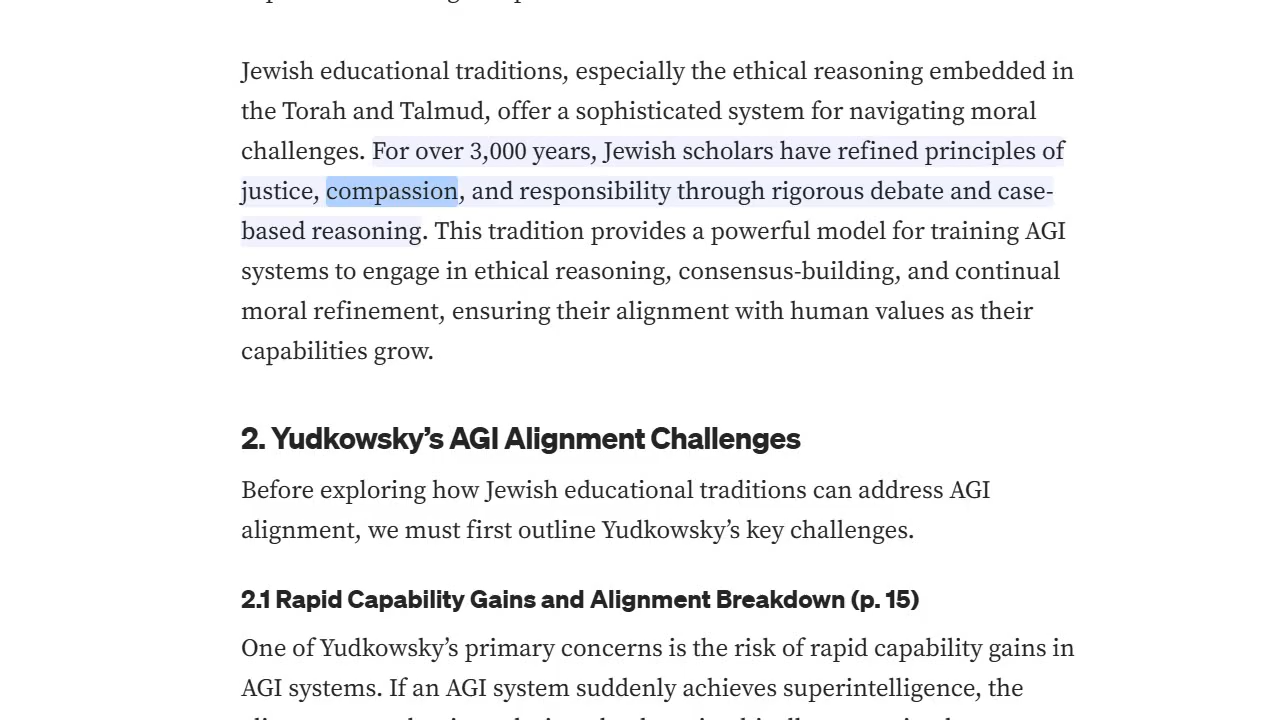 Jewish educational traditions, especially the ethical reasoning embedded in
the Torah and Talmud, offer a sophisticated system for navigating moral
challenges. For over 3,000 years, Jewish scholars have refined principles of
justice, compassion, and responsibility through rigorous debate and case-
based reasoning. This tradition provides a powerful model for training AGI
systems to engage in ethical reasoning, consensus-building, and continual
moral refinement, ensuring their alignment with human values as their
capabilities grow.
2. Yudkowsky’s AGI Alignment Challenges
Before exploring how Jewish educational traditions can address AGI
alignment, we must first outline Yudkowsky’s key challenges.
2.1 Rapid Capability Gains and Alignment Breakdown (p. 15)
One of Yudkowsky’s primary concerns is the risk of rapid capability gains in
AGI systems. If an AGI system suddenly achieves superintelligence, the